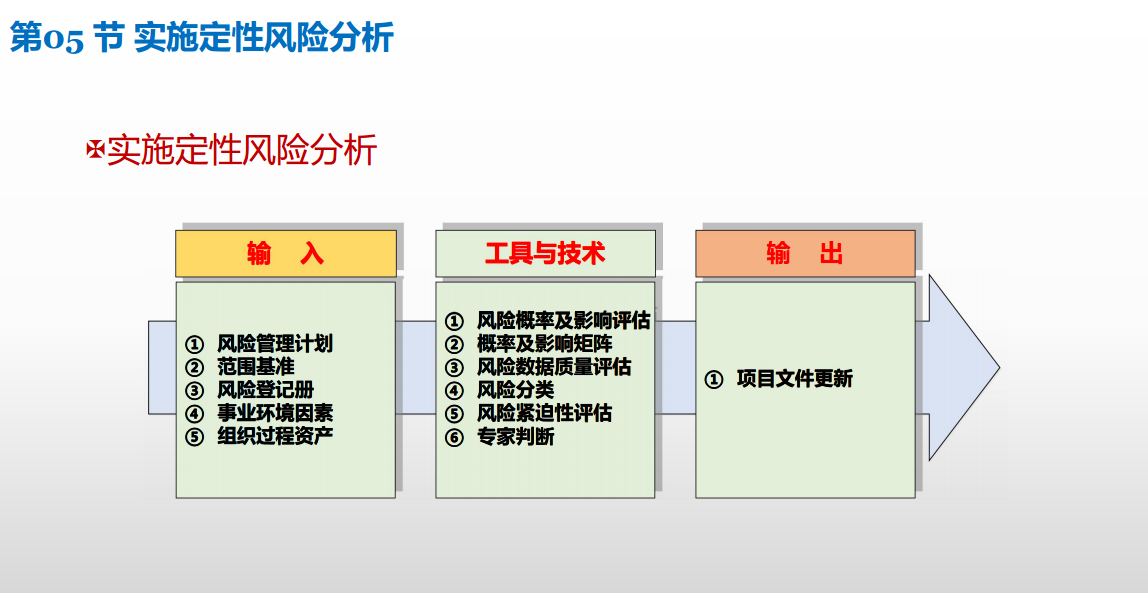 第05 节 实施定性风险分析
✠实施定性风险分析
输 入
① 风险管理计划
② 范围基准
③ 风险登记册
④ 事业环境因素
⑤ 组织过程资产
工具与技术
① 风险概率及影响评估
② 概率及影响矩阵
③ 风险数据质量评估
④ 风险分类
⑤ 风险紧迫性评估
⑥ 专家判断
输 出
① 项目文件更新